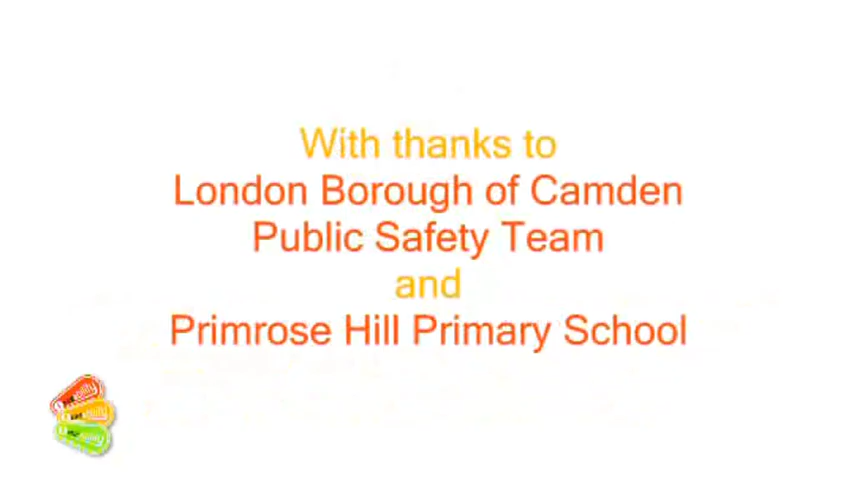 With thanks to
London Borough of Camden
Public Safety Team
and
Primrose Hill Primary School